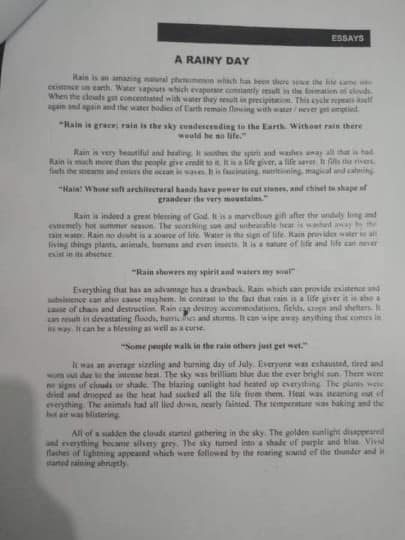 ESSAYS
A RAINY DAY
Rain is an amazing natural phenomenon which has been there since the life came into
existence on earth. Water vapours which evaporate constantly result in the formation of clouds.
When the clouds get concentrated with water they result in precipitation. This cycle repeats itself
again and again and the water bodies of Earth remain flowing with water / never get emptied.
"Rain is grace; rain is the sky condescending to the Earth. Without rain there
would be no life."
Rain is very beautiful and healing. It soothes the spirit and washes away all that is bad.
Rain is much more than the people give credit to it. It is a life giver, a life saver. It fills the rivers,
fuels the streams and enters the ocean in waves. It is fascinating, nutritioning, magical and calming.
"Rain! Whose soft architectural hands have power to cut stones, and chisel to shape of
grandeur the very mountains."
Rain is indeed a great blessing of God. It is a marvellous gift after the unduly long and
extremely hot summer season. The scorching sun and unbearable heat is washed away by the
rain water. Rain no doubt is a source of life. Water is the sign of life. Rain provides water to all
living things plants, animals, humans and even insects. It is a nature of life and life can never
exist in its absence.
"Rain showers my spirit and waters my soul"
Everything that has an advantage has a drawback. Rain which can provide existence and
subsistence can also cause mayhem. In contrast to the fact that rain is a life giver it is also a
cause of chaos and destruction. Rain can destroy accommodations, fields, crops and shelters. It
can result in devastating floods, hurricanes and storms. It can wipe away anything that comes in
its way. It can be a blessing as well as a curse.
"Some people walk in the rain others just get wet."
It was an average sizzling and burning day of July. Everyone was exhausted, tired and
worn out due to the intense heat. The sky was brilliant blue due the ever bright sun. There were
no signs of clouds or shade. The blazing sunlight had heated up everything. The plants were
dried and drooped as the heat had sucked all the life from them. Heat was steaming out of
everything. The animals had all lied down, nearly fainted. The temperature was baking and the
hot air was blistering.
All of a sudden the clouds started gathering in the sky. The golden sunlight disappeared
and everything became silvery grey. The sky turned into a shade of purple and blue. Vivid
flashes of lightning appeared which were followed by the roaring sound of the thunder and it
started raining abruptly.